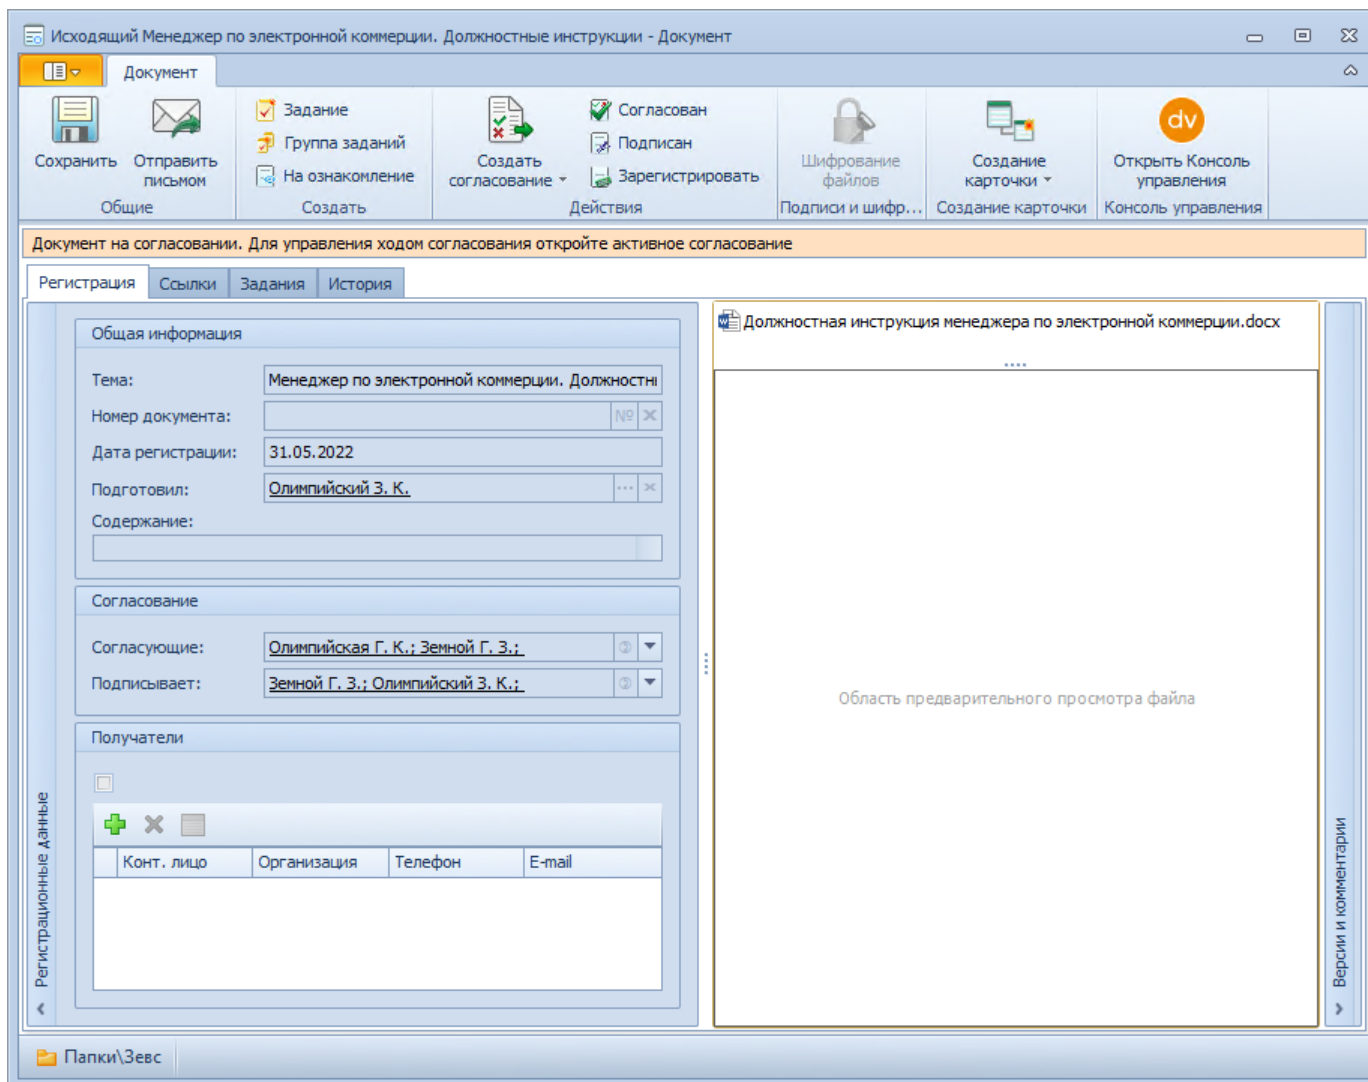 Исходящий Менеджер по электронной коммерции. Должностные инструкции - Документ
Документ
Сохранить
Отправить
письмом
Общие
Задание
Группа заданий
На ознакомление
Создать
Создать
согласование
Согласован
Подписан
Зарегистрировать
Действия
Шифрование
файлов
Подписи и шифр...
Создание
карточки
Создание карточки
dv
Открыть Консоль
управления
Консоль управления
Документ на согласовании. Для управления ходом согласования откройте активное согласование
Регистрация Ссылки Задания История
Регистрационные данные
Общая информация
Тема: Менеджер по электронной коммерции. Должностн
Номер документа: №
Дата регистрации: 31.05.2022
Подготовил: Олимпийский З. К. ...
Содержание:
Согласование
Согласующие: Олимпийская Г. К.; Земной Г. З.;
Подписывает: Земной Г. З.; Олимпийский З. К.;
Получатели
Конт. лицо Организация Телефон E-mail
Должностная инструкция менеджера по электронной коммерции.docx
Область предварительного просмотра файла
Версии и комментарии
Папки\Зевс